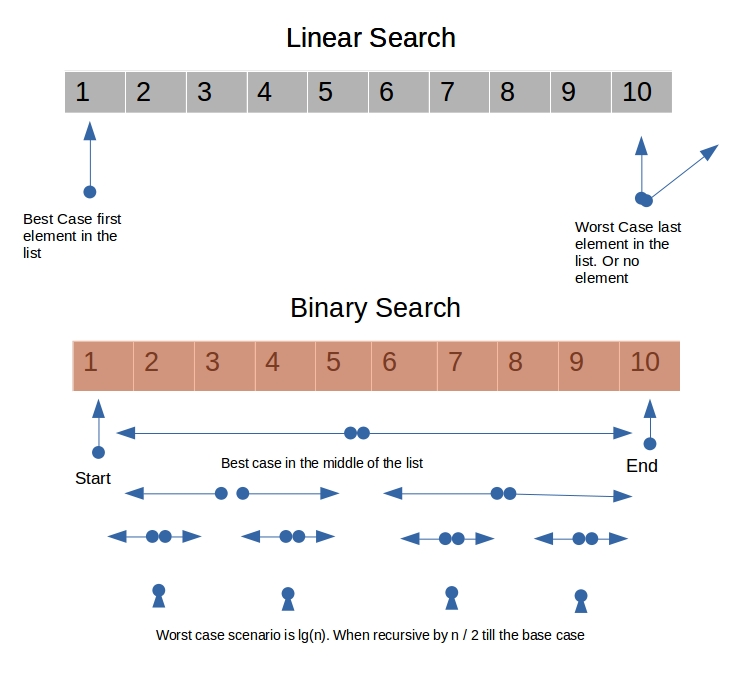 Linear Search
1 2 3 4 5 6 7 8 9 10
Best Case first
element in the
list
Worst Case last
element in the
list. Or no
element
Binary Search
1 2 3 4 5 6 7 8 9 10
Start
Best case in the middle of the list
End
Worst case scenario is lg(n). When recursive by n / 2 till the base case